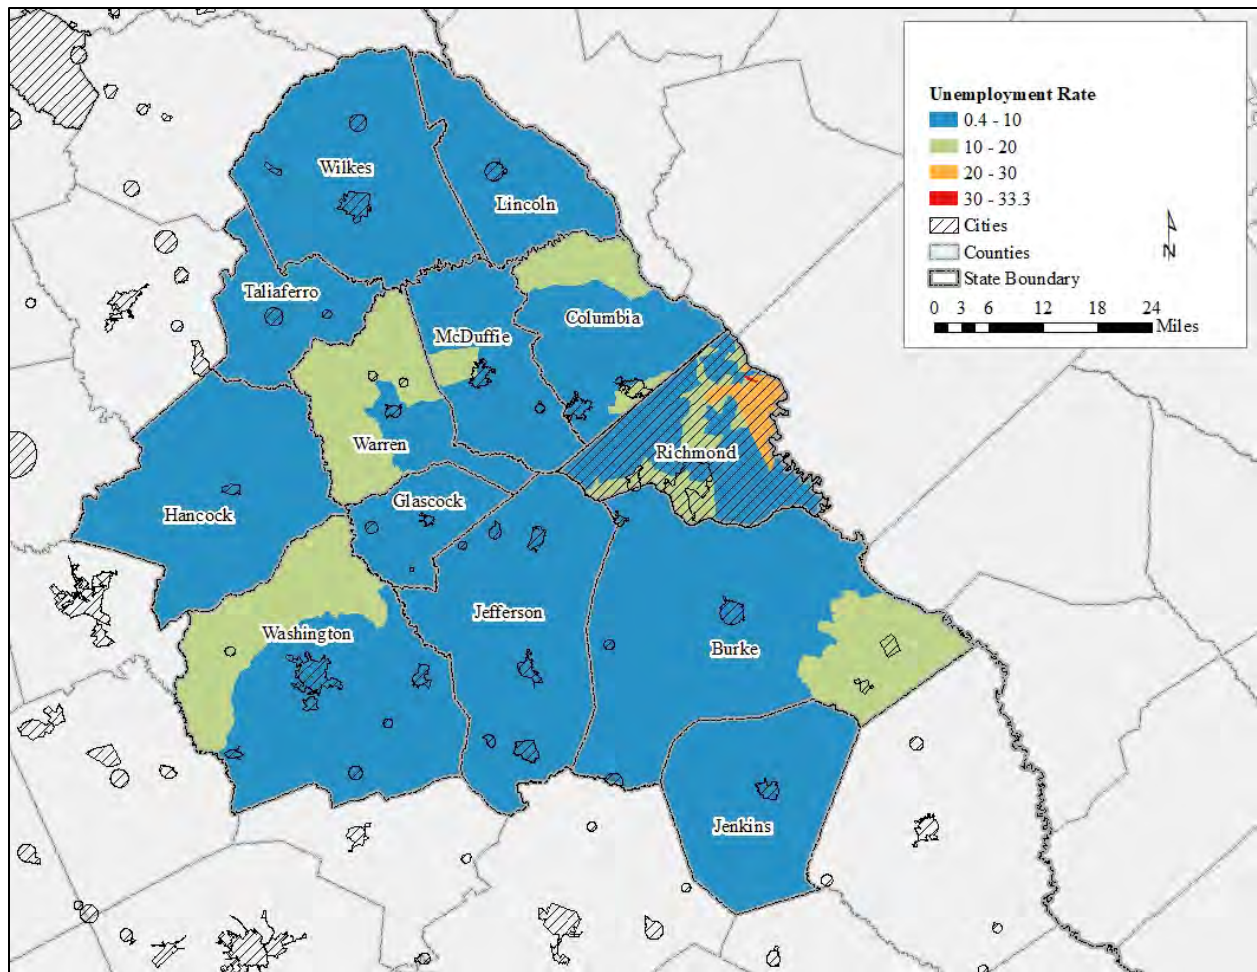 Unemployment Rate
0.4 - 10
10 - 20
20 - 30
30 - 33.3
Cities
Counties
State Boundary
N
0 3 6 12 18 24
Miles
Wilkes
Lincoln
Taliaferro
Columbia
McDuffie
Warren
Richmond
Glascock
Hancock
Jefferson
Washington
Burke
Jenkins